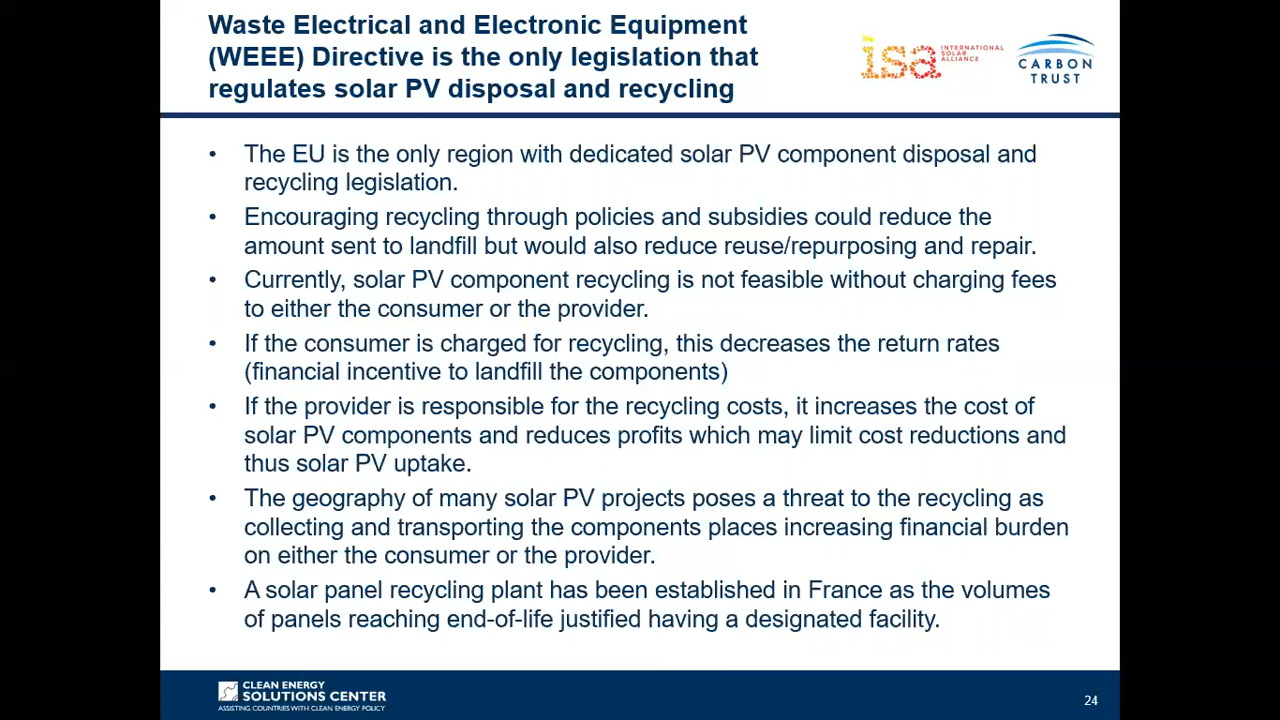 Waste Electrical and Electronic Equipment
(WEEE) Directive is the only legislation that
regulates solar PV disposal and recycling
isa INTERNATIONAL
SOLAR
ALLIANCE
CARBON
TRUST
• The EU is the only region with dedicated solar PV component disposal and
recycling legislation.
• Encouraging recycling through policies and subsidies could reduce the
amount sent to landfill but would also reduce reuse/repurposing and repair.
• Currently, solar PV component recycling is not feasible without charging fees
to either the consumer or the provider.
• If the consumer is charged for recycling, this decreases the return rates
(financial incentive to landfill the components)
• If the provider is responsible for the recycling costs, it increases the cost of
solar PV components and reduces profits which may limit cost reductions and
thus solar PV uptake.
• The geography of many solar PV projects poses a threat to the recycling as
collecting and transporting the components places increasing financial burden
on either the consumer or the provider.
• A solar panel recycling plant has been established in France as the volumes
of panels reaching end-of-life justified having a designated facility.
CLEAN ENERGY
SOLUTIONS CENTER
ASSISTING COUNTRIES WITH CLEAN ENERGY POLICY
24